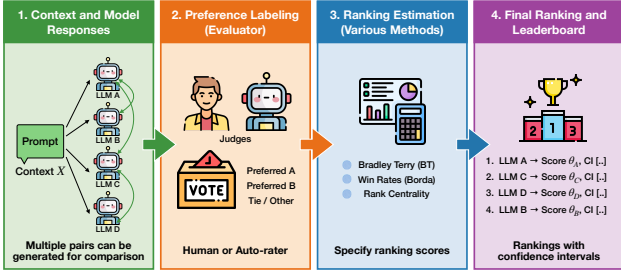 1. Context and Model
Responses
LLM A
LLM B
LLM C
LLM D
Prompt
Context X
Multiple pairs can be
generated for comparison
2. Preference Labeling
(Evaluator)
Judges
VOTE
Preferred A
Preferred B
Tie / Other
Human or Auto-rater
3. Ranking Estimation
(Various Methods)
Bradley Terry (BT)
Win Rates (Borda)
Rank Centrality
Specify ranking scores
4. Final Ranking and
Leaderboard
2 1 3
1. LLM A → Score θ_A, CI [..]
2. LLM C → Score θ_C, CI [..]
3. LLM D → Score θ_D, CI [..]
4. LLM B → Score θ_B, CI [..]
Rankings with
confidence intervals